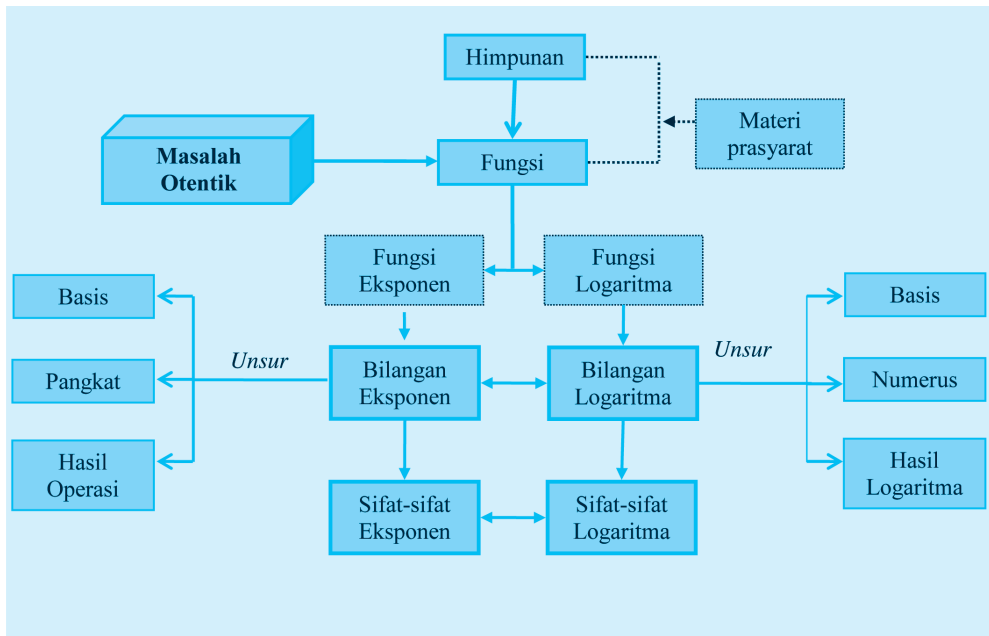 Himpunan
Materi
prasyarat
Masalah
Otentik
Fungsi
Fungsi
Eksponen
Fungsi
Logaritma
Basis
Basis
Unsur
Bilangan
Eksponen
Bilangan
Logaritma
Unsur
Pangkat
Numerus
Hasil
Operasi
Sifat-sifat
Eksponen
Sifat-sifat
Logaritma
Hasil
Logaritma